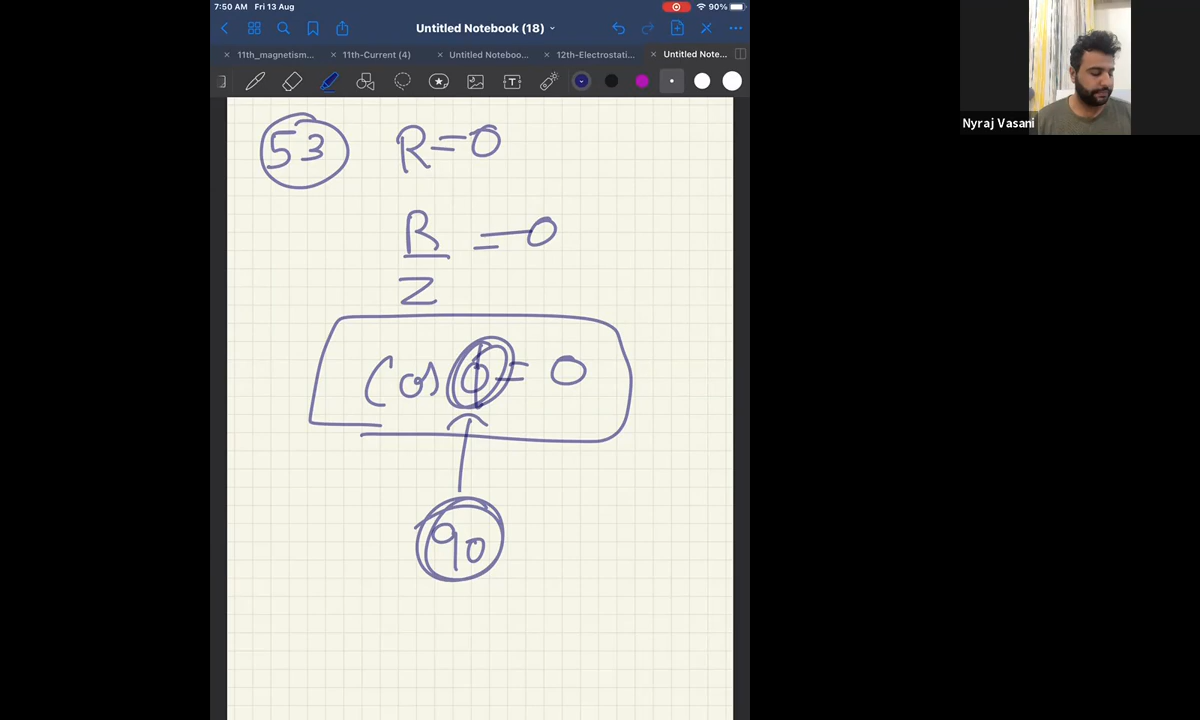 7:50 AM Fri 13 Aug
90%
Untitled Notebook (18)
11th_magnetism...
11th-Current (4)
Untitled Noteboo...
12th-Electrostati...
Untitled Note...
T
Nyraj Vasani
53 R=0
R/Z = 0
Cos ϕ = 0
90